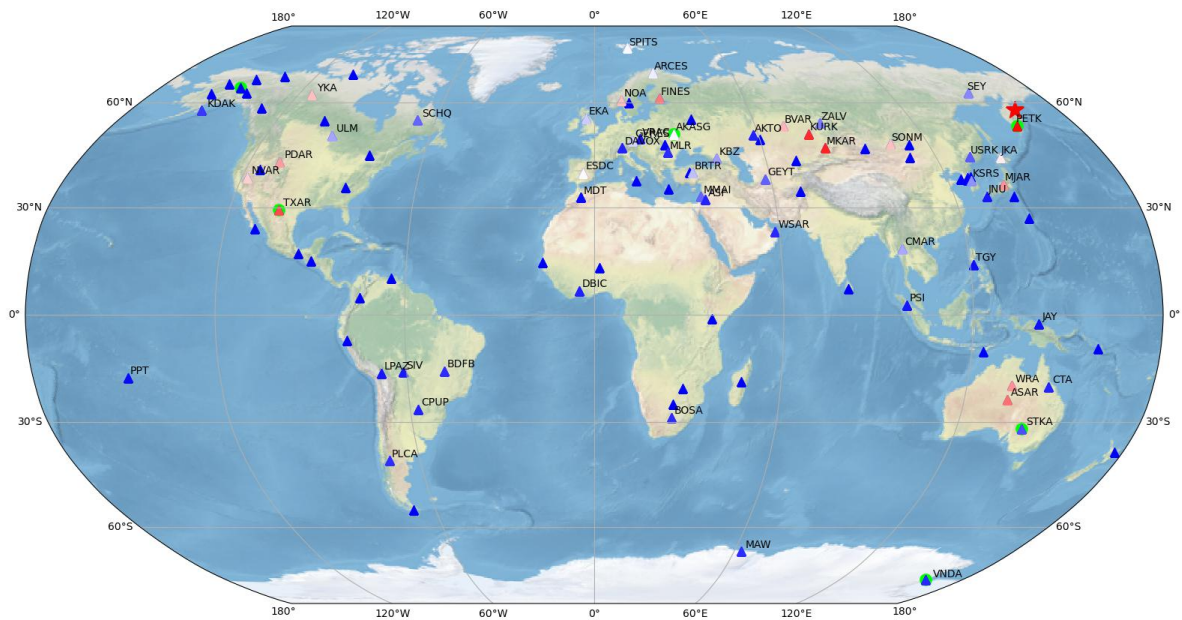 180° 120°W 60°W 0° 60°E 120°E 180°
SPITS
ARCES
YKA NOA FINES SEY
60°N KDAK 60°N
SCHQ EKA PETK
ULM AKASG AKTO BVAR ZALV KURK
MLR MKAR SONM
PDAR KBZ USRK JKA
NVAR ESDC BRTR GEYT KSRS MJAR
MDT MMAI JNU
30°N TXAR 30°N
WSAR
CMAR
TGY
DBIC PSI
0° JAY 0°
PPT LPAZ SIV BDFB
WRA CTA
ASAR
CPUP BOSA
30°S STKA 30°S
PLCA
60°S 60°S
MAW
VNDA
180° 120°W 60°W 0° 60°E 120°E 180°